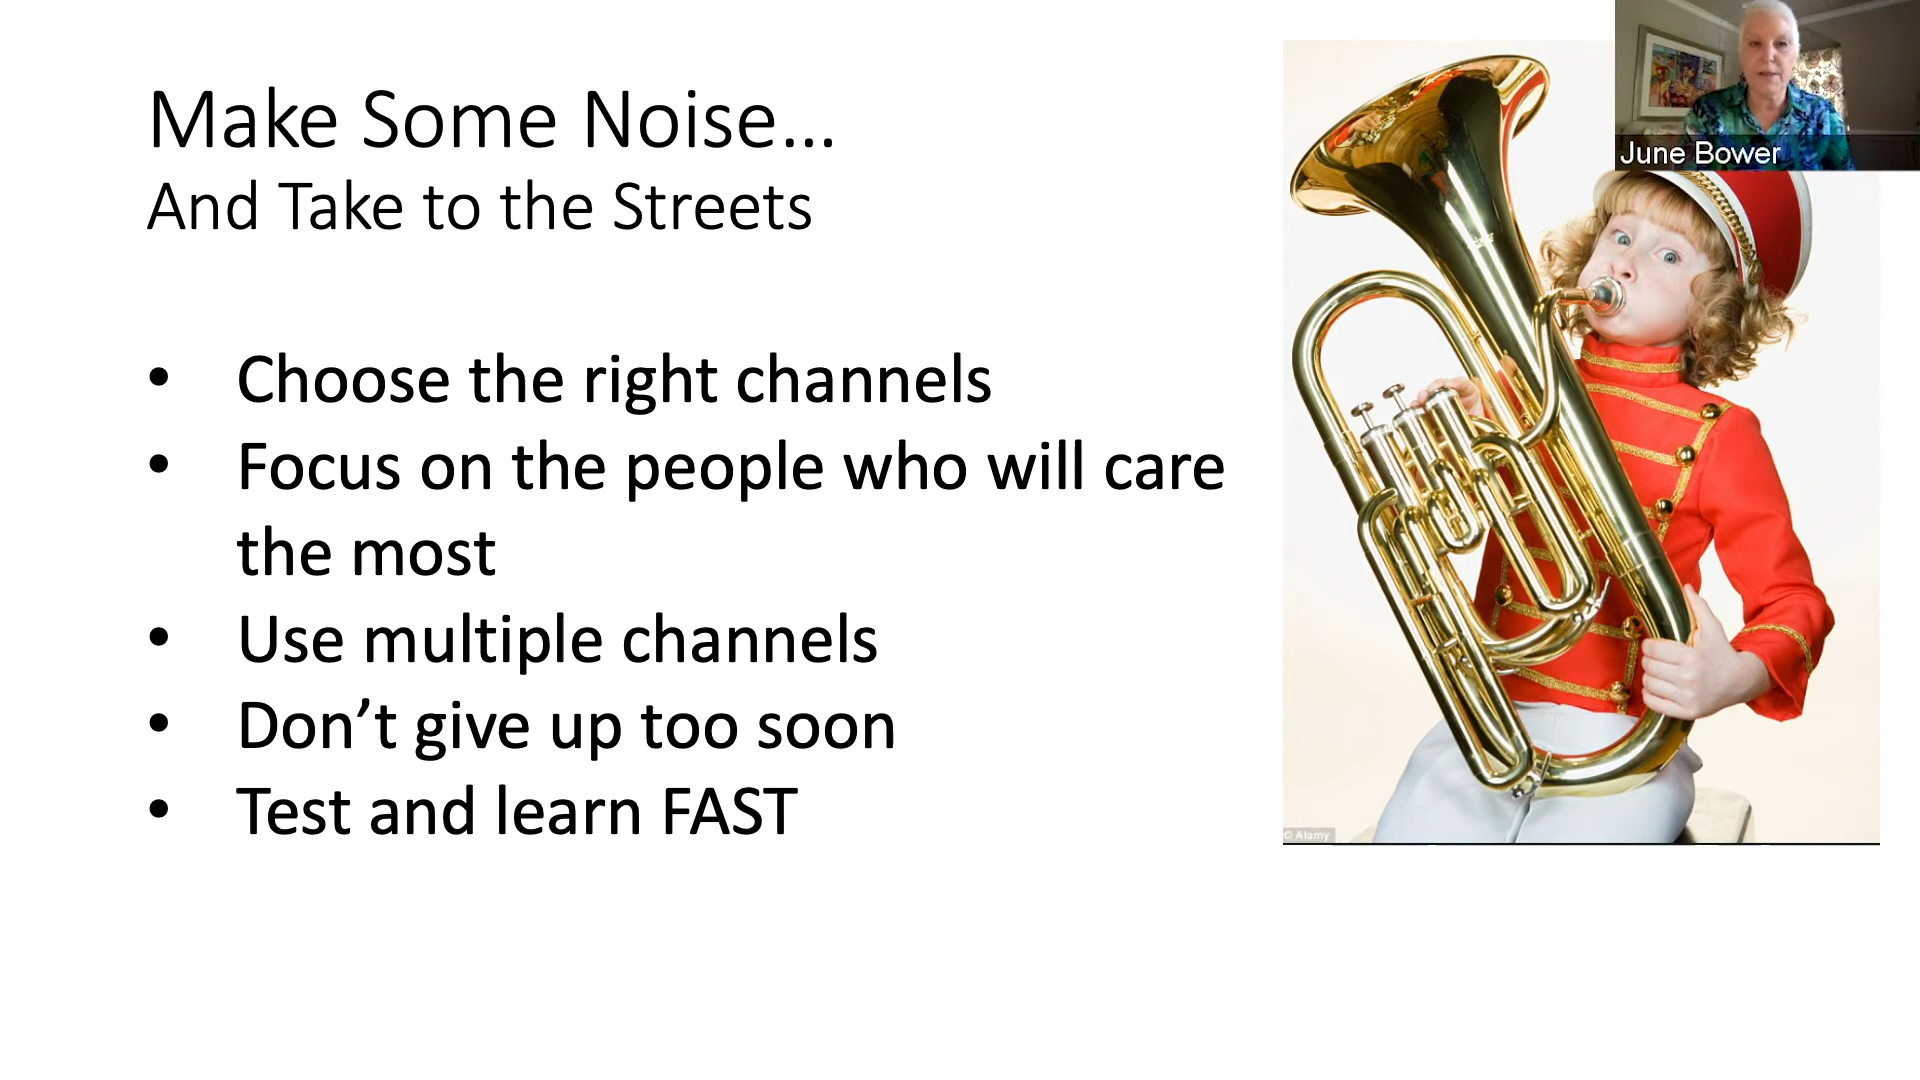 Make Some Noise...
And Take to the Streets
• Choose the right channels
• Focus on the people who will care
the most
• Use multiple channels
• Don’t give up too soon
• Test and learn FAST
June Bower
© Alamy